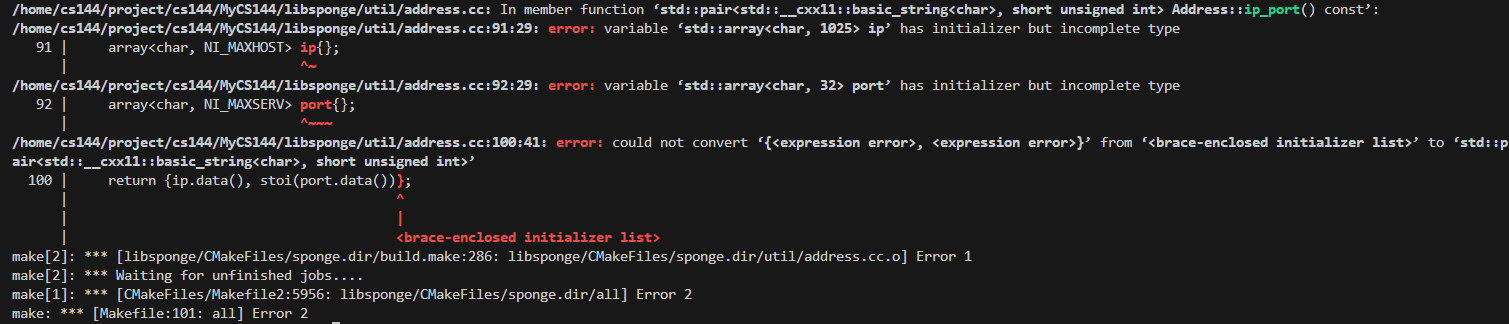 /home/cs144/project/cs144/MyCS144/libsponge/util/address.cc: In member function ‘std::pair<std::__cxx11::basic_string<char>, short unsigned int> Address::ip_port() const’:
/home/cs144/project/cs144/MyCS144/libsponge/util/address.cc:91:29: error: variable ‘std::array<char, 1025> ip’ has initializer but incomplete type
   91 |     array<char, NI_MAXHOST> ip{};
      |                             ^~
/home/cs144/project/cs144/MyCS144/libsponge/util/address.cc:92:29: error: variable ‘std::array<char, 32> port’ has initializer but incomplete type
   92 |     array<char, NI_MAXSERV> port{};
      |                             ^~~~
/home/cs144/project/cs144/MyCS144/libsponge/util/address.cc:100:41: error: could not convert ‘{<expression error>, <expression error>}’ from ‘<brace-enclosed initializer list>’ to ‘std::p
air<std::__cxx11::basic_string<char>, short unsigned int>’
  100 |     return {ip.data(), stoi(port.data())};
      |                                         ^
      |                                         |
      |                                         <brace-enclosed initializer list>
make[2]: *** [libsponge/CMakeFiles/sponge.dir/build.make:286: libsponge/CMakeFiles/sponge.dir/util/address.cc.o] Error 1
make[2]: *** Waiting for unfinished jobs....
make[1]: *** [CMakeFiles/Makefile2:5956: libsponge/CMakeFiles/sponge.dir/all] Error 2
make: *** [Makefile:101: all] Error 2